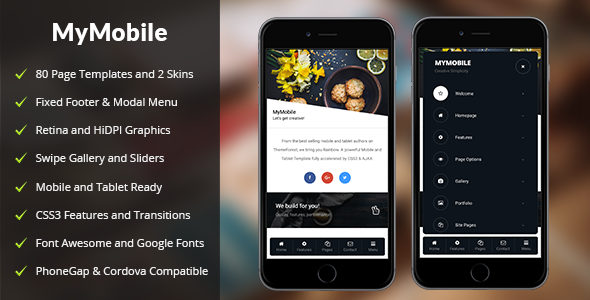 MyMobile
80 Page Templates and 2 Skins
Fixed Footer & Modal Menu
Retina and HiDPI Graphics
Swipe Gallery and Sliders
Mobile and Tablet Ready
CSS3 Features and Transitions
Font Awesome and Google Fonts
PhoneGap & Cordova Compatible
MyMobile
Let's get creative!
From the best selling mobile and tablet authors on
ThemeForest, we bring you Rainbow. A powerful Mobile and
Tablet Template fully accelerated by CSS3 & AJAX
We build for you!
Quality, features, performance
Home
Features
Pages
Contact
Menu
MYMOBILE
Creative Simplicity
Welcome
Homepage
Features
Page Options
Gallery
Portfolio
Site Pages
Home
Features
Pages
Contact
Menu